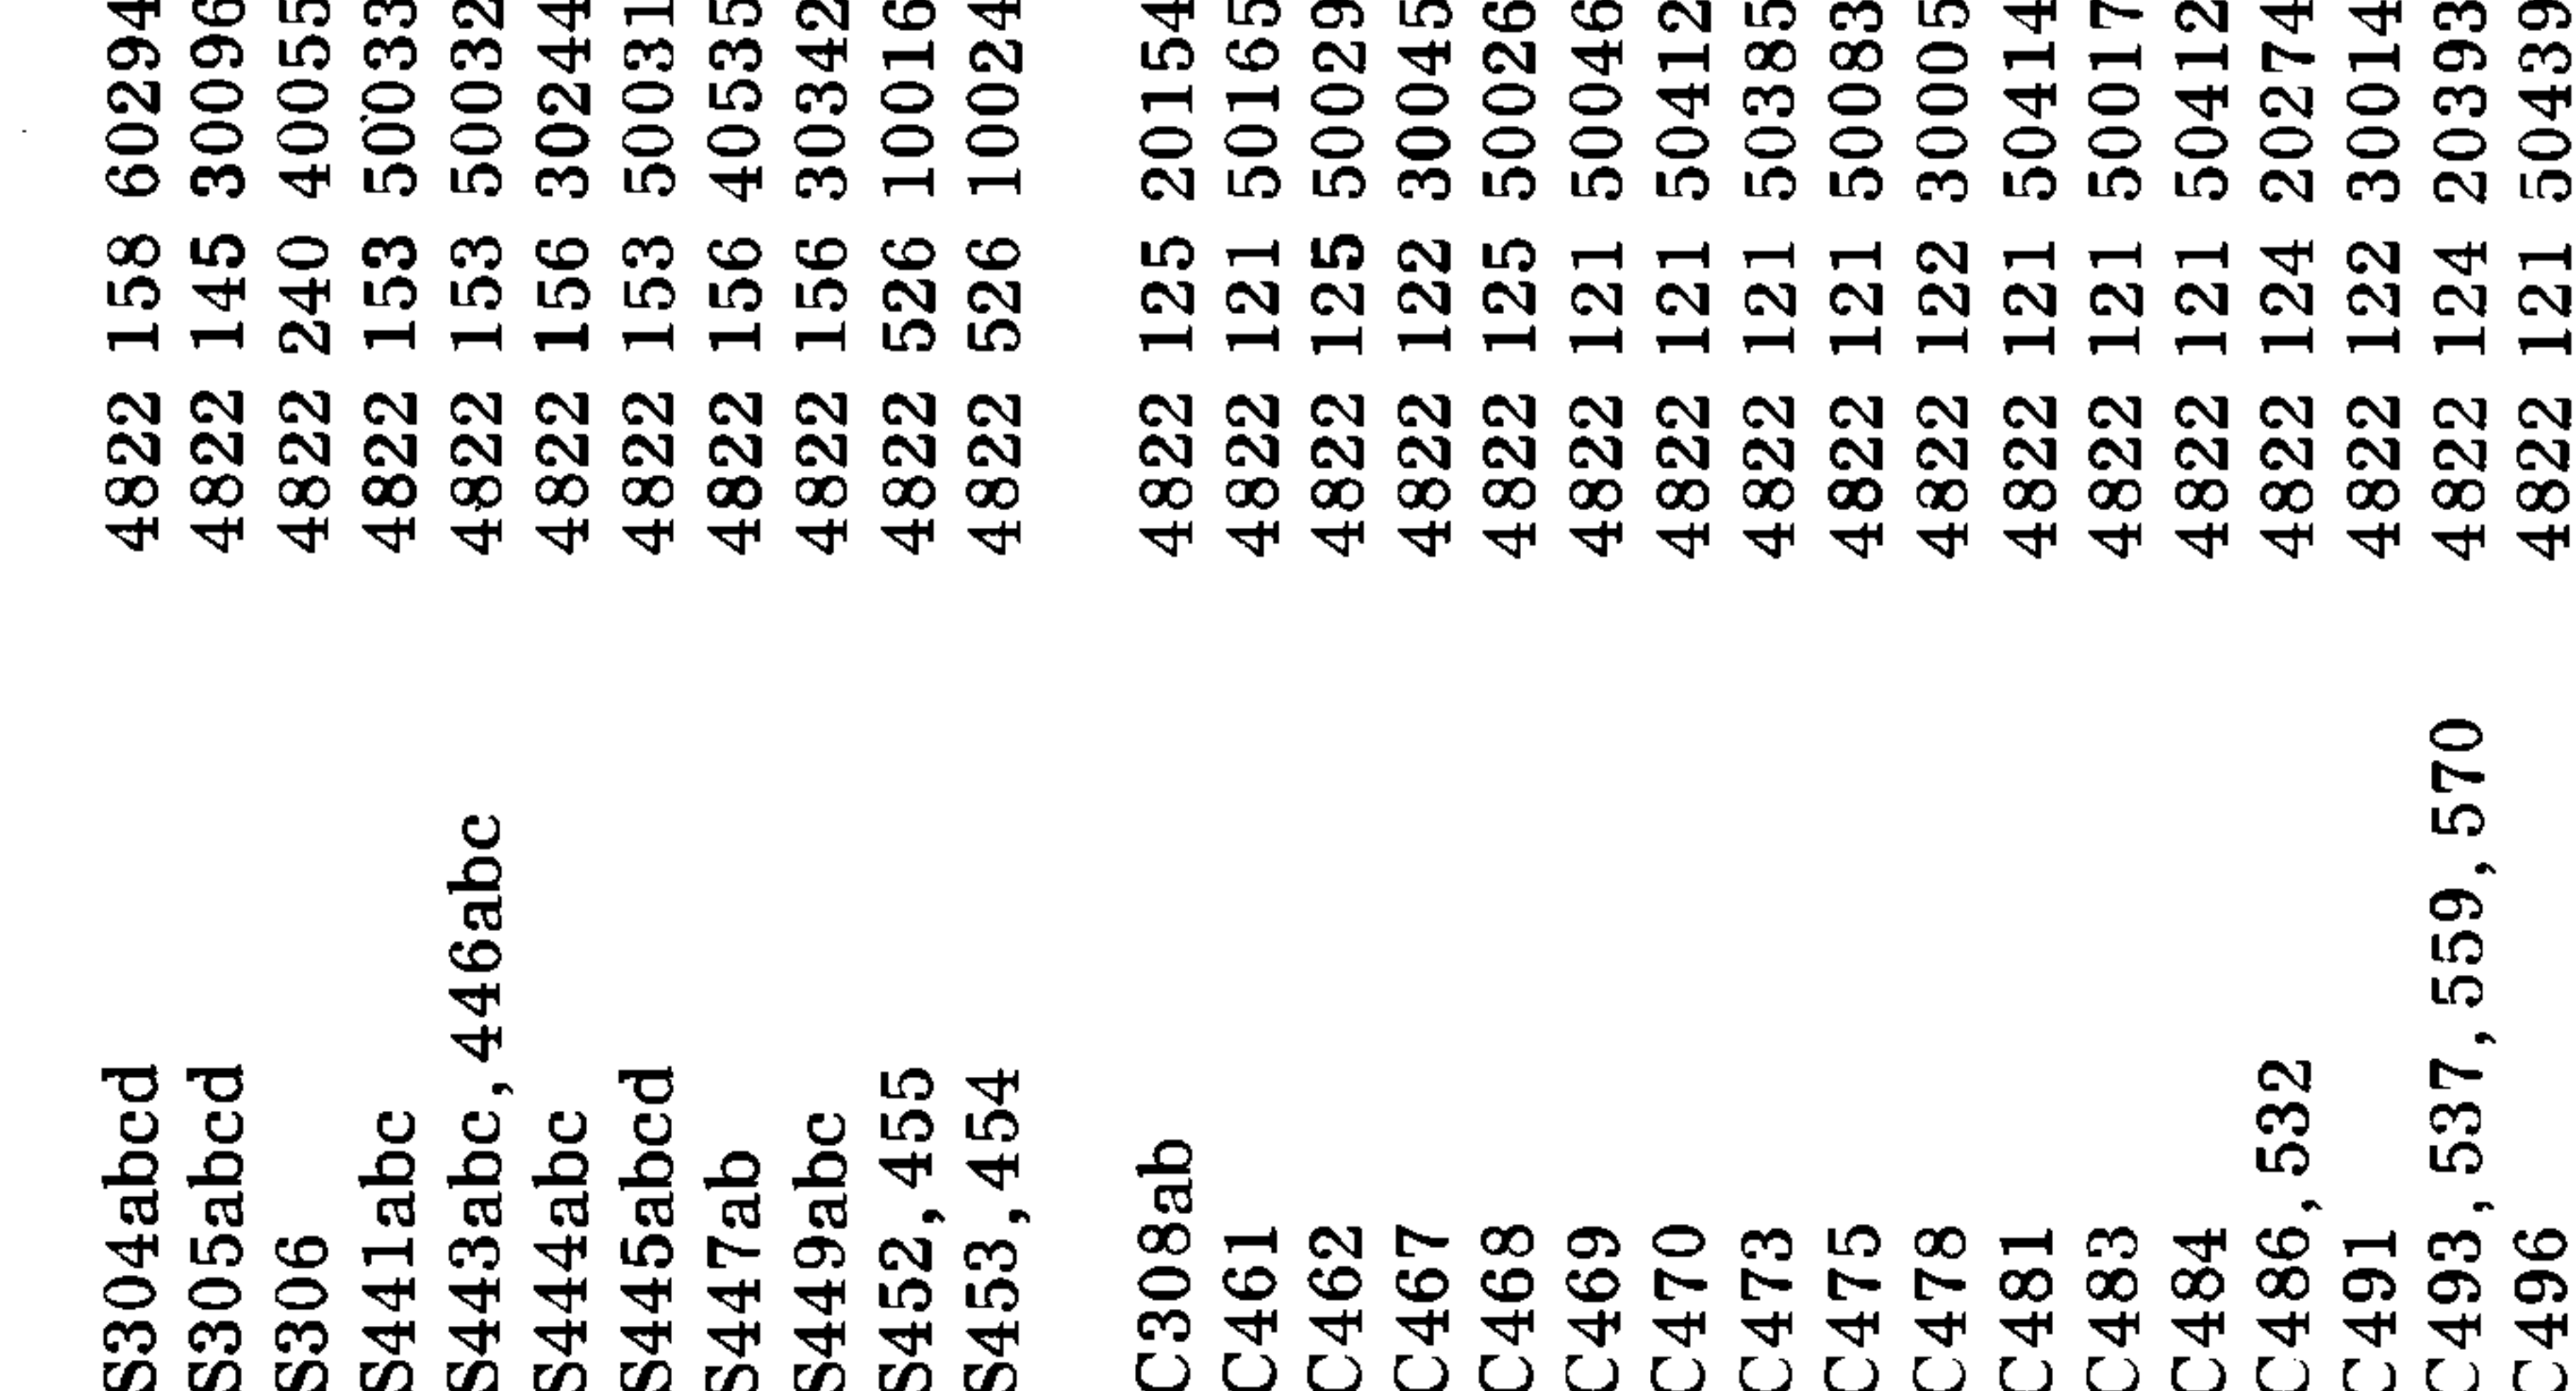 S304abcd 4822 158 60294
S305abcd 4822 145 30096
S306 4822 240 40055
S441abc 4822 153 50033
S443abc,446abc 4822 153 50032
S444abc 4822 156 30244
S445abcd 4822 153 50031
S447ab 4822 156 40535
S449abc 4822 156 30342
S452,455 4822 526 10016
S453,454 4822 526 10024
C308ab 4822 125 20154
C461 4822 121 50165
C462 4822 125 50029
C467 4822 122 30045
C468 4822 125 50026
C469 4822 121 50046
C470 4822 121 50412
C473 4822 121 50385
C475 4822 121 50083
C478 4822 122 30005
C481 4822 121 50414
C483 4822 121 50017
C484 4822 121 50412
C486,532 4822 124 20274
C491 4822 122 30014
C493,537,559,570 4822 124 20393
C496 4822 121 50439